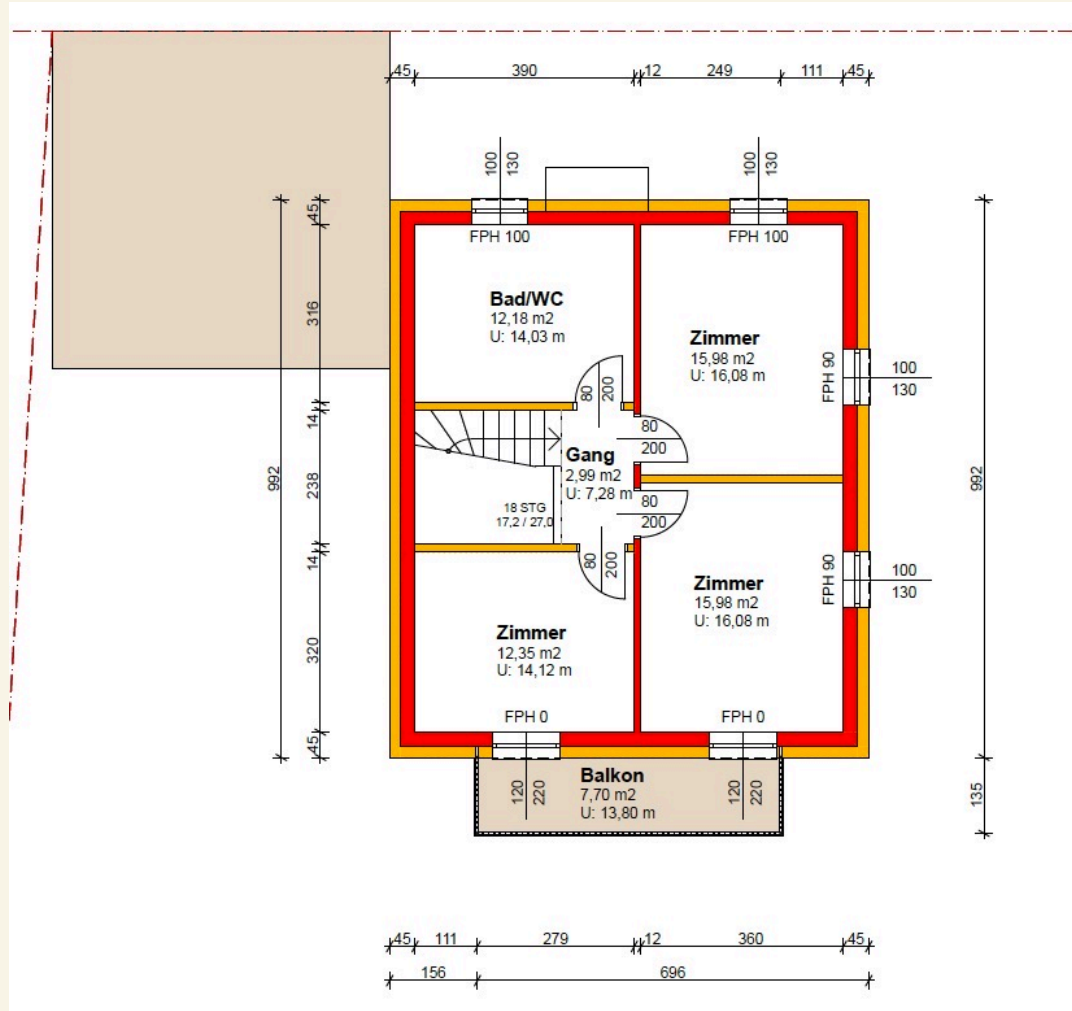 45 390 12 249 111 45
100 130
100 130
45
FPH 100
FPH 100
316
Bad/WC
12,18 m2
U: 14,03 m
Zimmer
15,98 m2
U: 16,08 m
FPH 90
100
130
80 200
14
80
200
Gang
2,99 m2
U: 7,28 m
992
238
992
18 STG
17,2 / 27,0
80
200
14
80 200
FPH 90
100
130
Zimmer
15,98 m2
U: 16,08 m
Zimmer
12,35 m2
U: 14,12 m
320
FPH 0
FPH 0
45
Balkon
7,70 m2
U: 13,80 m
120 220
120 220
135
45 111 279 12 360 45
156 696